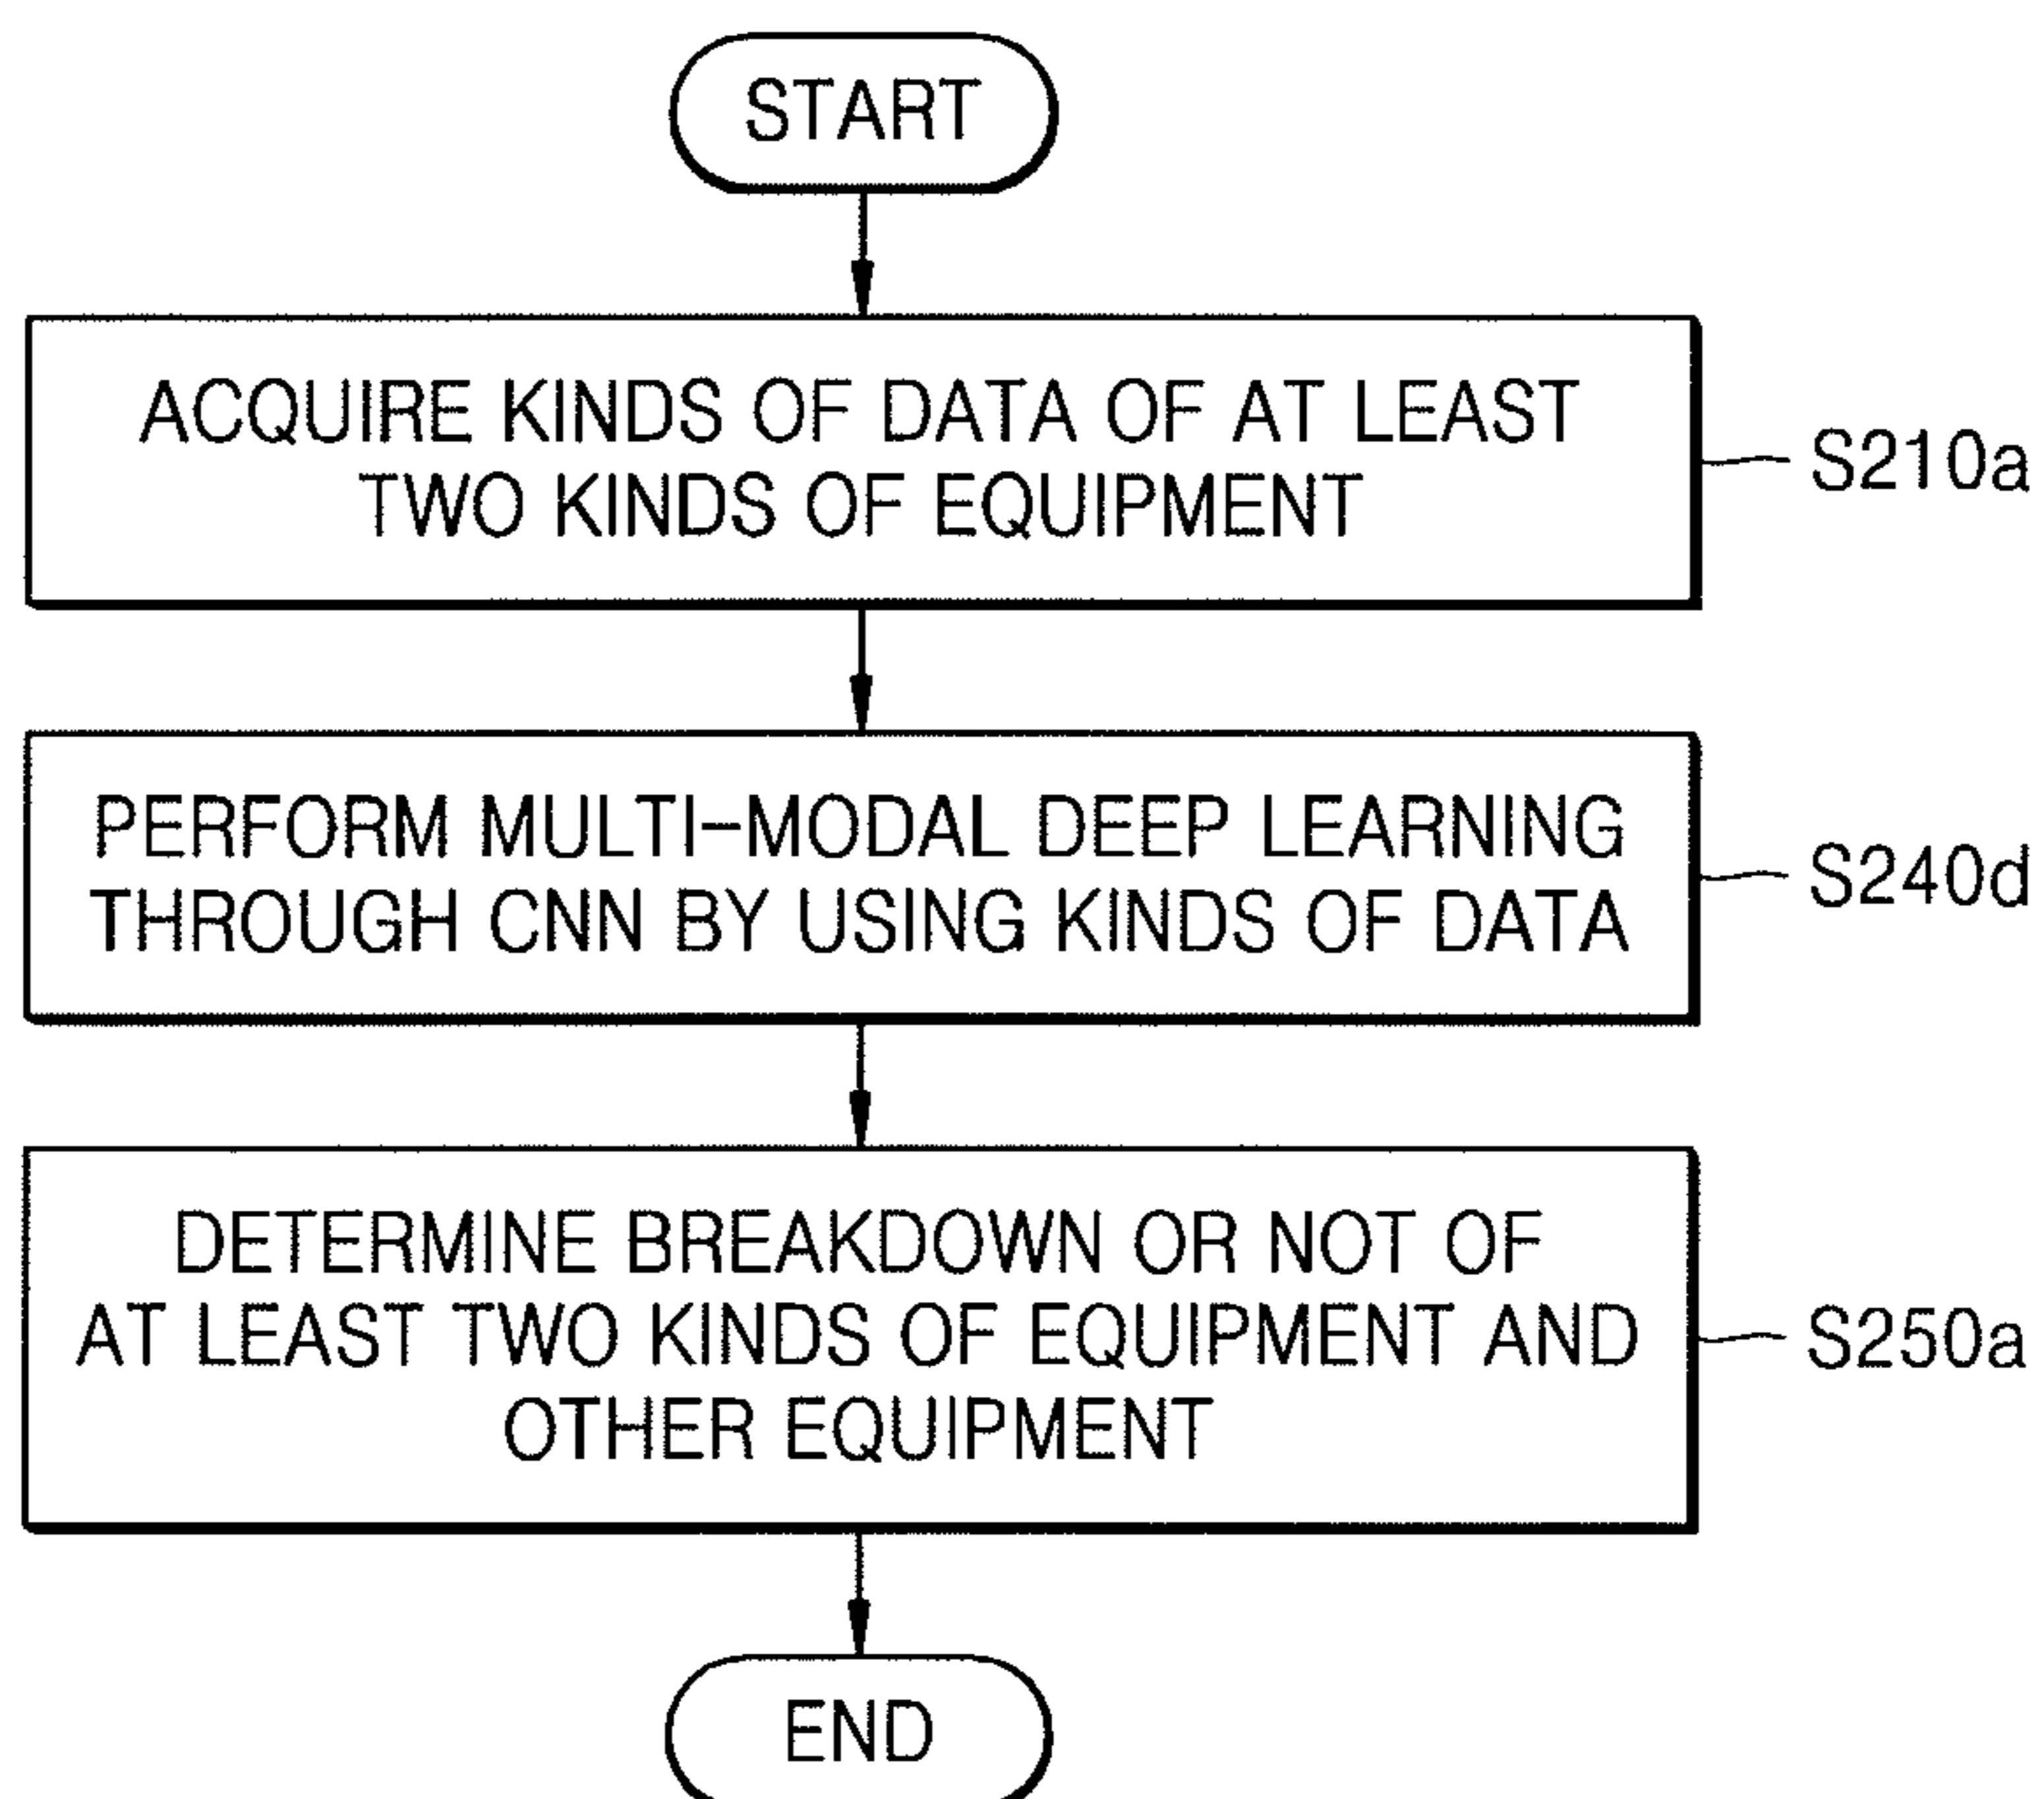 START
ACQUIRE KINDS OF DATA OF AT LEAST
TWO KINDS OF EQUIPMENT
S210a
PERFORM MULTI-MODAL DEEP LEARNING
THROUGH CNN BY USING KINDS OF DATA
S240d
DETERMINE BREAKDOWN OR NOT OF
AT LEAST TWO KINDS OF EQUIPMENT AND
OTHER EQUIPMENT
S250a
END